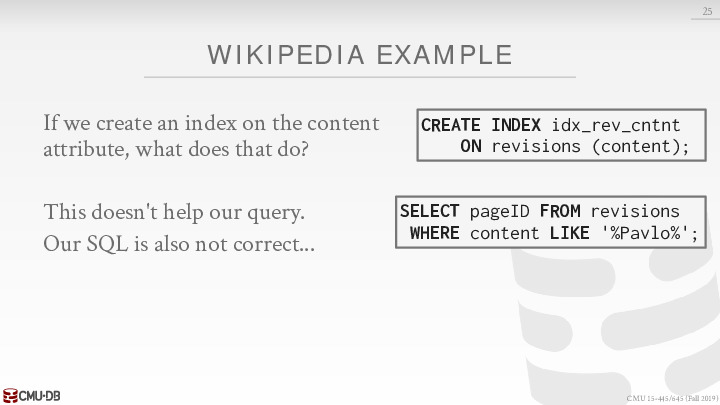 25
WIKIPEDIA EXAMPLE
If we create an index on the content
attribute, what does that do?
CREATE INDEX idx_rev_cntnt
ON revisions (content);
This doesn't help our query.
Our SQL is also not correct...
SELECT pageID FROM revisions
WHERE content LIKE '%Pavlo%';
CMU·DB
CMU 15-445/645 (Fall 2019)